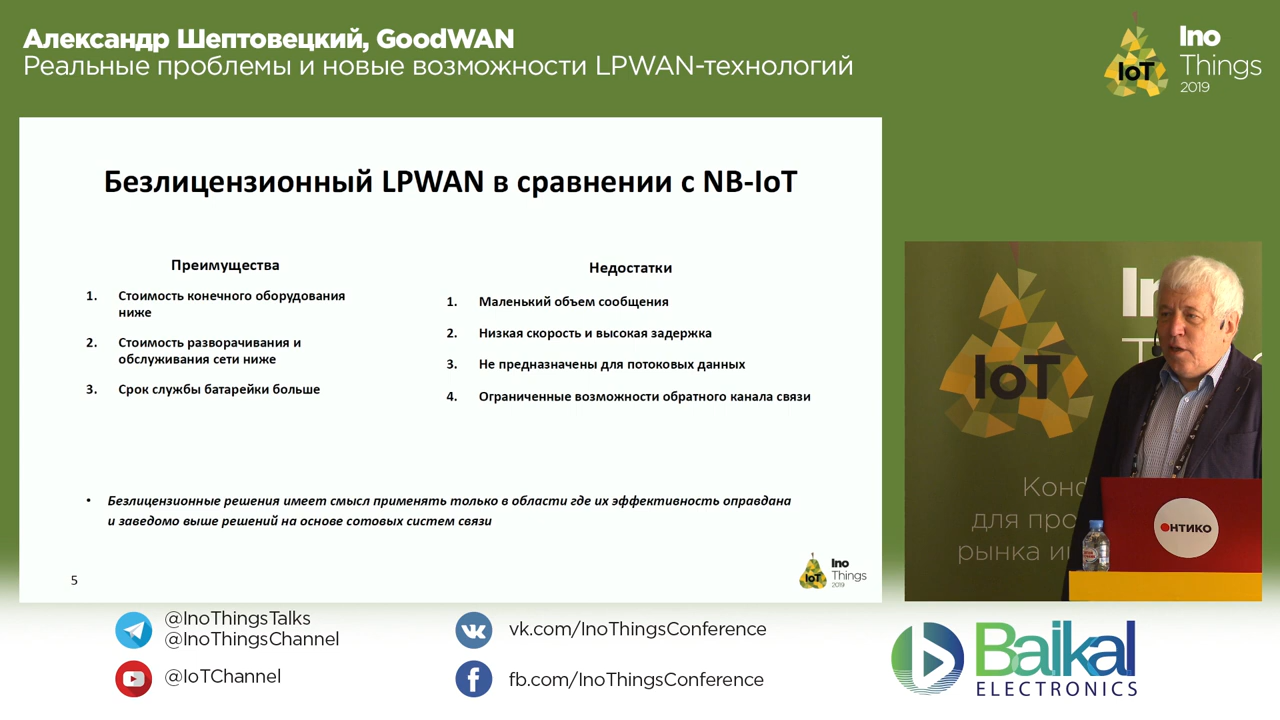 Александр Шептовецкий, GoodWAN
Реальные проблемы и новые возможности LPWAN-технологий
IoT
Ino
Things
2019
Безлицензионный LPWAN в сравнении с NB-IoT
Преимущества
1. Стоимость конечного оборудования
ниже
2. Стоимость разворачивания и
обслуживания сети ниже
3. Срок службы батарейки больше
Недостатки
1. Маленький объем сообщения
2. Низкая скорость и высокая задержка
3. Не предназначены для потоковых данных
4. Ограниченные возможности обратного канала связи
• Безлицензионные решения имеет смысл применять только в области где их эффективность оправдана
и заведомо выше решений на основе сотовых систем связи
5
IoT
Ino
Things
2019
IoT
ОНТИКО
@InoThingsTalks
@InoThingsChannel
@IoTChannel
vk.com/InoThingsConference
fb.com/InoThingsConference
Baikal
ELECTRONICS